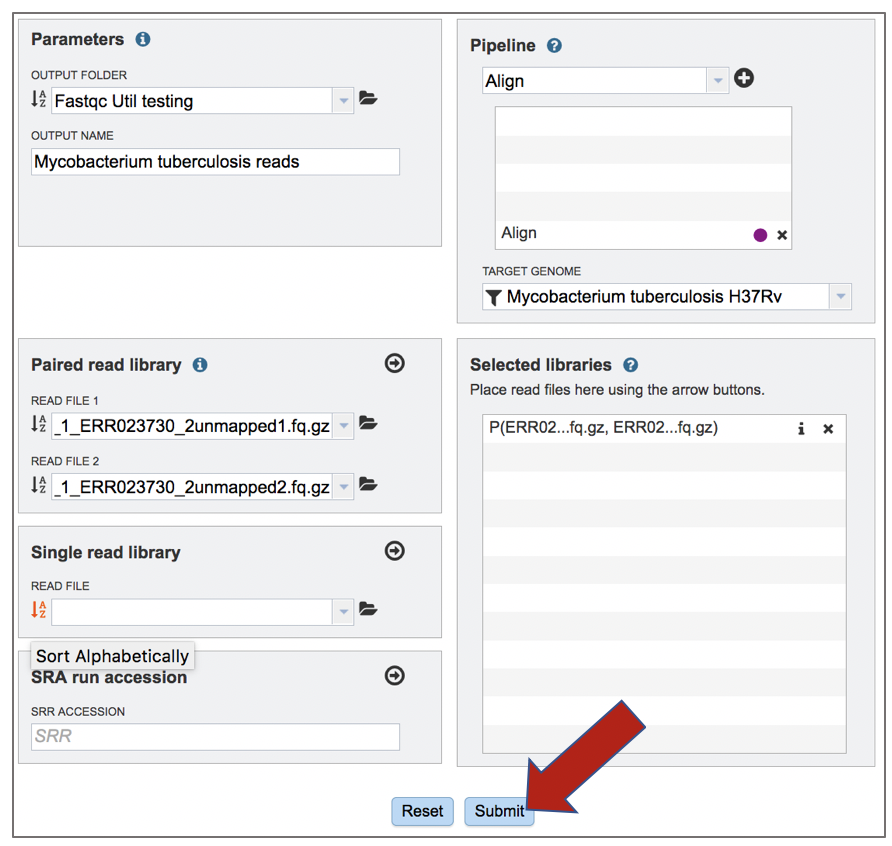 Parameters
OUTPUT FOLDER
Fastqc Util testing
OUTPUT NAME
Mycobacterium tuberculosis reads
Pipeline
Align
Align
TARGET GENOME
Mycobacterium tuberculosis H37Rv
Paired read library
READ FILE 1
_1_ERR023730_2unmapped1.fq.gz
READ FILE 2
_1_ERR023730_2unmapped2.fq.gz
Single read library
READ FILE
Sort Alphabetically
SRA run accession
SRR ACCESSION
SRR
Selected libraries
Place read files here using the arrow buttons.
P(ERR02...fq.gz, ERR02...fq.gz)
Reset
Submit